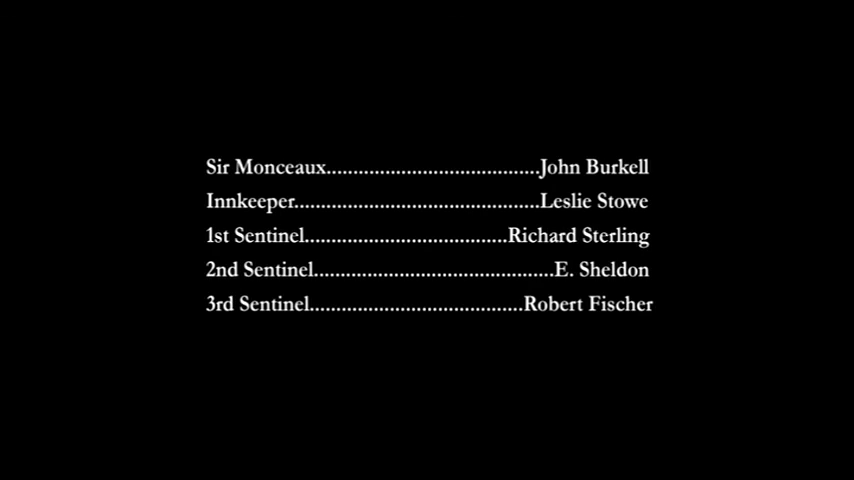 Sir Monceaux........................................John Burkell
Innkeeper..............................................Leslie Stowe
1st Sentinel......................................Richard Sterling
2nd Sentinel.............................................E. Sheldon
3rd Sentinel........................................Robert Fischer